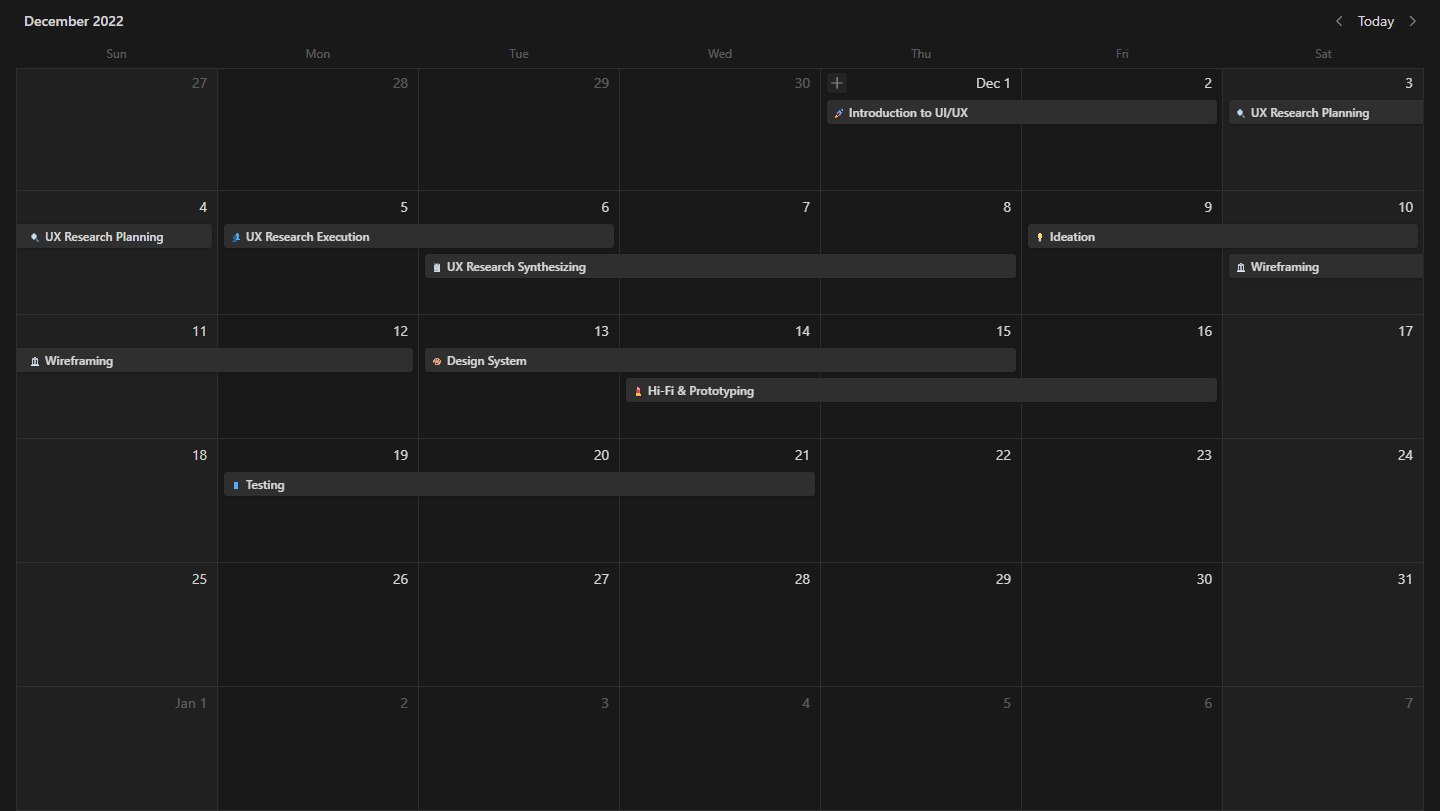 December 2022
Today
Sun Mon Tue Wed Thu Fri Sat
27 28 29 30 Dec 1 2 3
Introduction to UI/UX
UX Research Planning
4 5 6 7 8 9 10
UX Research Planning
UX Research Execution
Ideation
UX Research Synthesizing
Wireframing
11 12 13 14 15 16 17
Wireframing
Design System
Hi-Fi & Prototyping
18 19 20 21 22 23 24
Testing
25 26 27 28 29 30 31
Jan 1 2 3 4 5 6 7